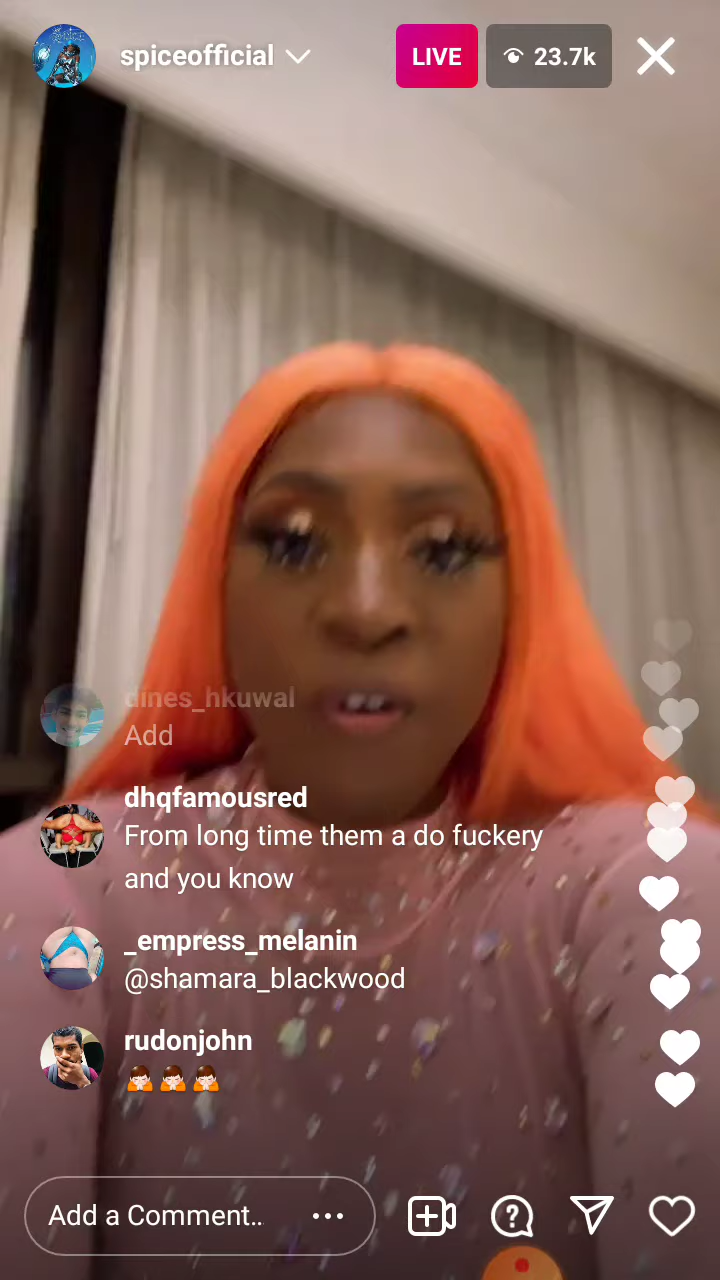 spiceofficial
LIVE
23.7k
dines_hkuwal
Add
dhqfamousred
From long time them a do fuckery
and you know
_empress_melanin
@shamara_blackwood
rudonjohn
🙏🙏🙏
Add a Comment..